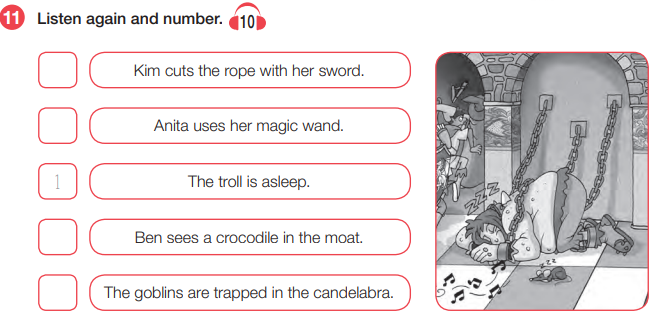 11 Listen again and number. 10
Kim cuts the rope with her sword.
Anita uses her magic wand.
1 The troll is asleep.
Ben sees a crocodile in the moat.
The goblins are trapped in the candelabra.
ZZZZ
zzz